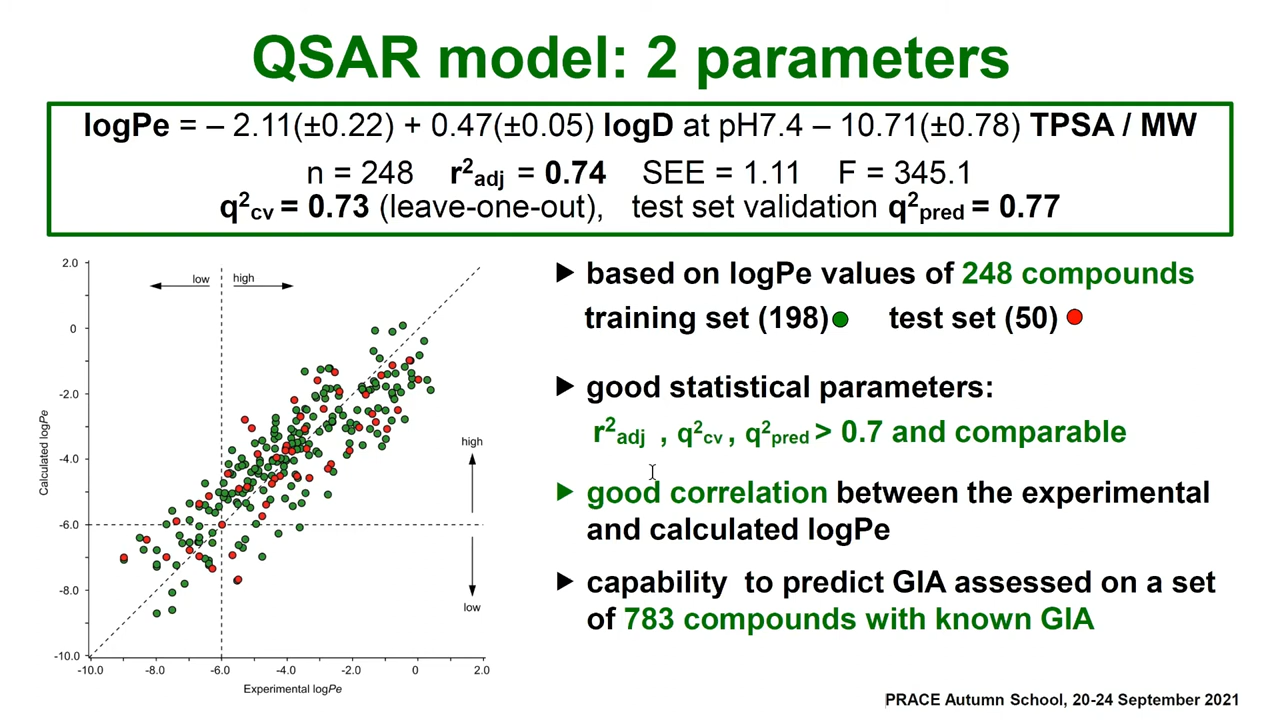 QSAR model: 2 parameters
logPe = – 2.11(±0.22) + 0.47(±0.05) logD at pH7.4 – 10.71(±0.78) TPSA / MW
n = 248 r²adj = 0.74 SEE = 1.11 F = 345.1
q²cv = 0.73 (leave-one-out), test set validation q²pred = 0.77
2.0
low high
0
-2.0
-4.0
-6.0
-8.0
-10.0
Calculated logPe
high
low
-10.0 -8.0 -6.0 -4.0 -2.0 0 2.0
Experimental logPe
▶ based on logPe values of 248 compounds
training set (198) test set (50)
▶ good statistical parameters:
r²adj , q²cv , q²pred > 0.7 and comparable
▶ good correlation between the experimental
and calculated logPe
▶ capability to predict GIA assessed on a set
of 783 compounds with known GIA
PRACE Autumn School, 20-24 September 2021